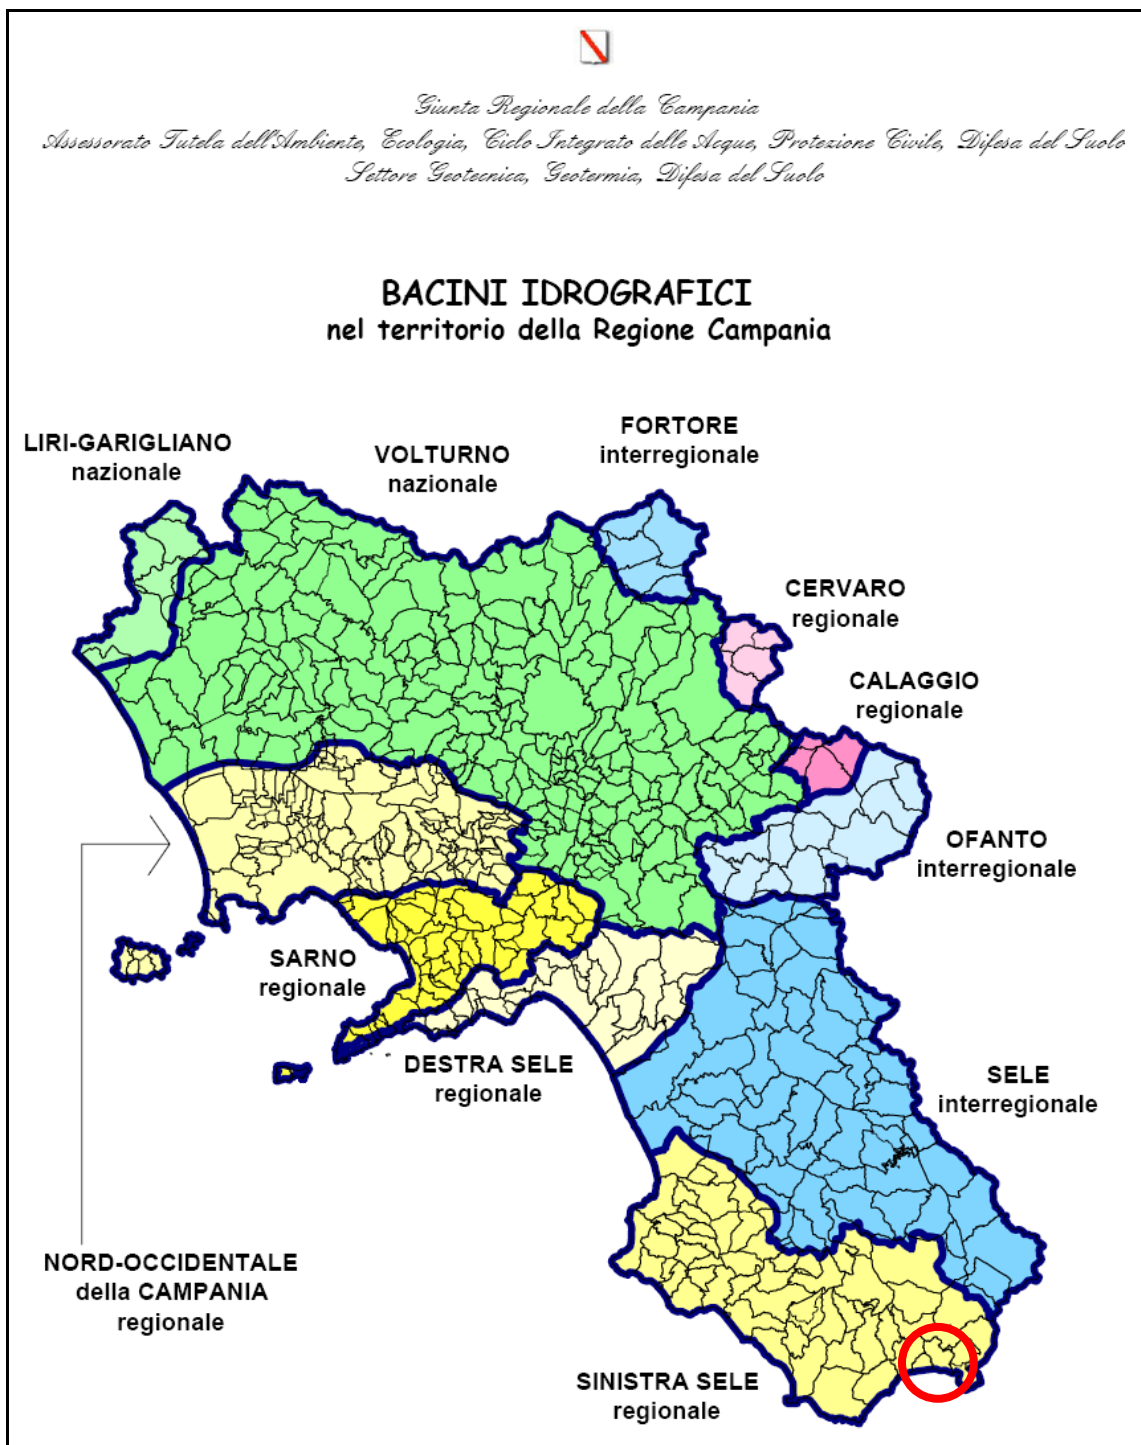 Giunta Regionale della Campania
Assessorato Tutela dell'Ambiente, Ecologia, Ciclo Integrato delle Acque, Protezione Civile, Difesa del Suolo
Settore Geotecnica, Geotermia, Difesa del Suolo
BACINI IDROGRAFICI
nel territorio della Regione Campania
FORTORE
interregionale
LIRI-GARIGLIANO
nazionale
VOLTURNO
nazionale
CERVARO
regionale
CALAGGIO
regionale
OFANTO
interregionale
SARNO
regionale
DESTRA SELE
regionale
SELE
interregionale
NORD-OCCIDENTALE
della CAMPANIA
regionale
SINISTRA SELE
regionale